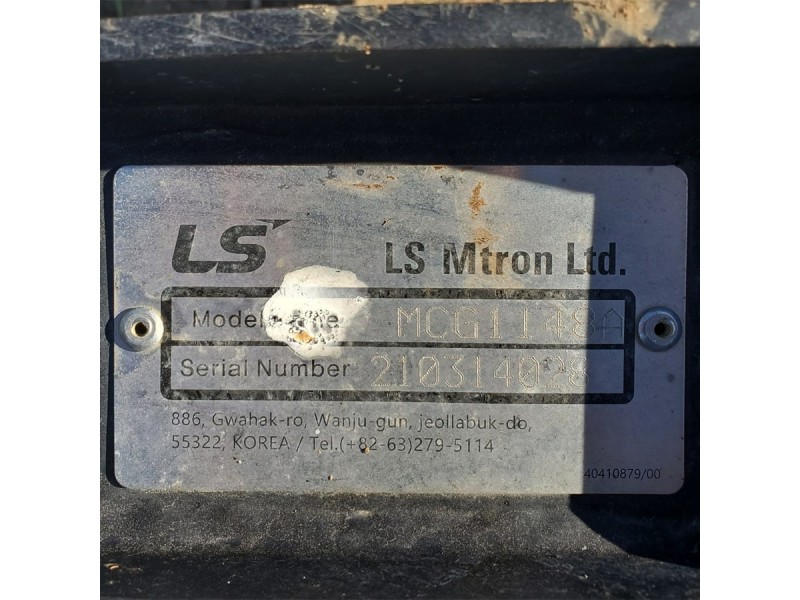 LS LS Mtron Ltd.
Model MCG1148A
Serial Number 210314028
886, Gwahak-ro, Wanju-gun, jeollabuk-do,
55322, KOREA / Tel.(+82-63)279-5114
40410879/00